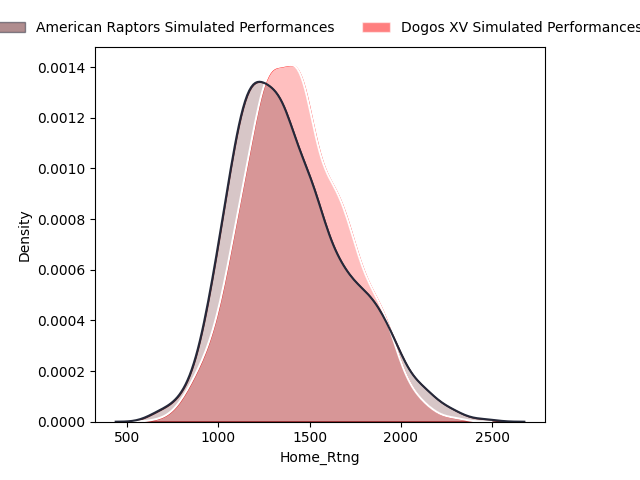 American Raptors Simulated Performances Dogos XV Simulated Performances
0.0014
0.0012
0.0010
0.0008
0.0006
0.0004
0.0002
0.0000
Density
500 1000 1500 2000 2500
Home_Rtng